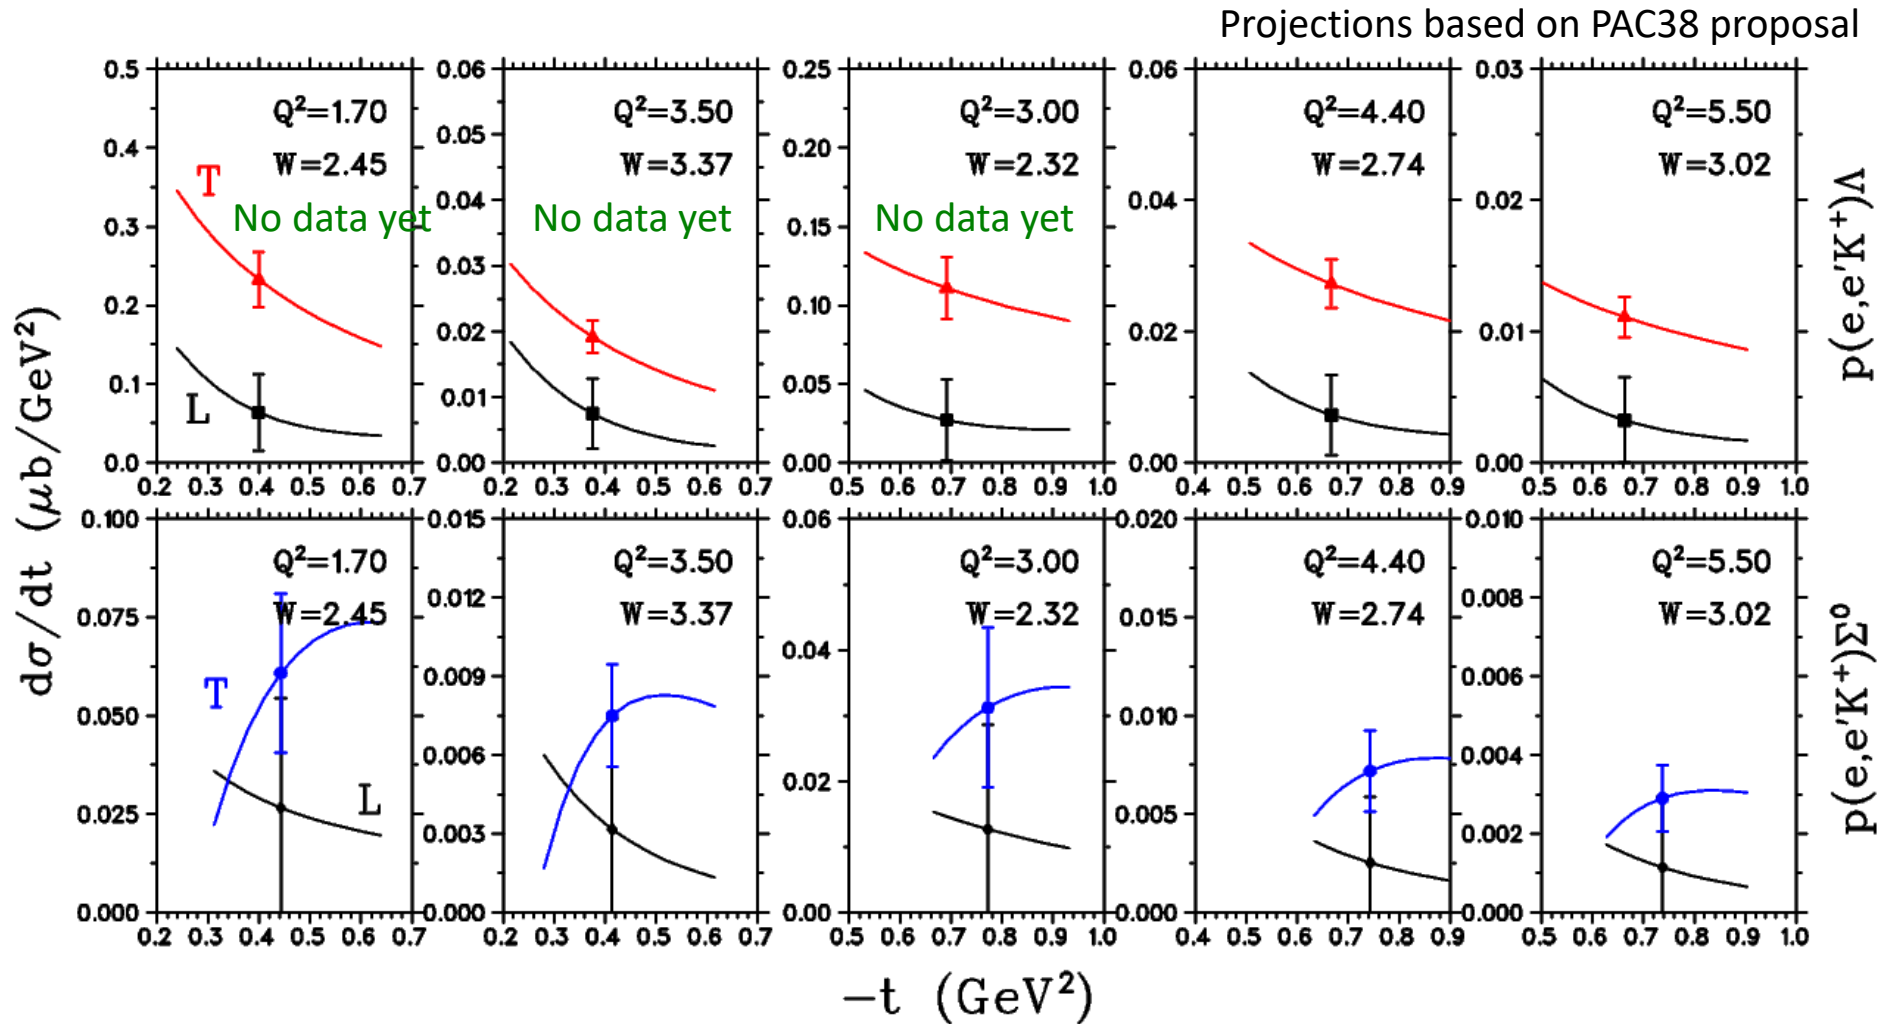 Projections based on PAC38 proposal
dσ/dt (μb/GeV²)
0.5 0.4 0.3 0.2 0.1 0.0
Q²=1.70
W=2.45
T
No data yet
L
0.2 0.3 0.4 0.5 0.6 0.7
0.06 0.05 0.04 0.03 0.02 0.01 0.00
Q²=3.50
W=3.37
No data yet
0.2 0.3 0.4 0.5 0.6 0.7
0.25 0.20 0.15 0.10 0.05 0.00
Q²=3.00
W=2.32
No data yet
0.5 0.6 0.7 0.8 0.9 1.0
0.06 0.04 0.02 0.00
Q²=4.40
W=2.74
0.4 0.5 0.6 0.7 0.8 0.9
0.03 0.02 0.01 0.00
Q²=5.50
W=3.02
0.5 0.6 0.7 0.8 0.9 1.0
p(e,e'K⁺)Λ
0.100 0.075 0.050 0.025 0.000
Q²=1.70
W=2.45
T
L
0.2 0.3 0.4 0.5 0.6 0.7
0.015 0.012 0.009 0.006 0.003 0.000
Q²=3.50
W=3.37
0.2 0.3 0.4 0.5 0.6 0.7
0.06 0.04 0.02 0.00
Q²=3.00
W=2.32
0.5 0.6 0.7 0.8 0.9 1.0
0.020 0.015 0.010 0.005 0.000
Q²=4.40
W=2.74
0.4 0.5 0.6 0.7 0.8 0.9
0.010 0.008 0.006 0.004 0.002 0.000
Q²=5.50
W=3.02
0.5 0.6 0.7 0.8 0.9 1.0
p(e,e'K⁺)Σ⁰
−t (GeV²)